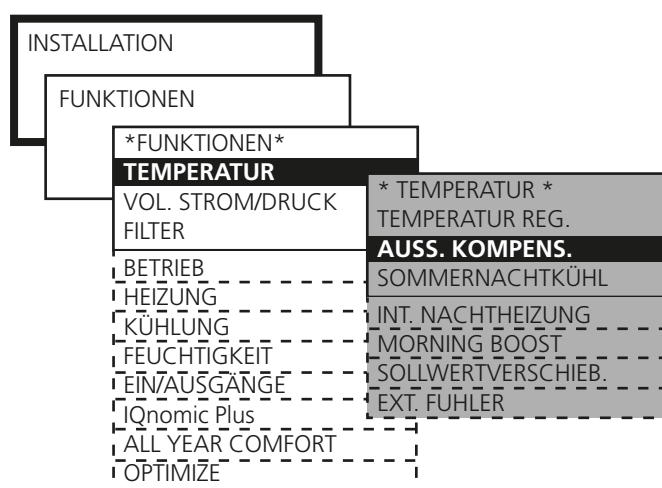 INSTALLATION
FUNKTIONEN
*FUNKTIONEN*
TEMPERATUR
VOL. STROM/DRUCK
FILTER
BETRIEB
HEIZUNG
KÜHLUNG
FEUCHTIGKEIT
EIN/AUSGÄNGE
IQnomic Plus
ALL YEAR COMFORT
OPTIMIZE
* TEMPERATUR *
TEMPERATUR REG.
AUSS. KOMPENS.
SOMMERNACHTKÜHL
INT. NACHTHEIZUNG
MORNING BOOST
SOLLWERTVERSCHIEB.
EXT. FUHLER